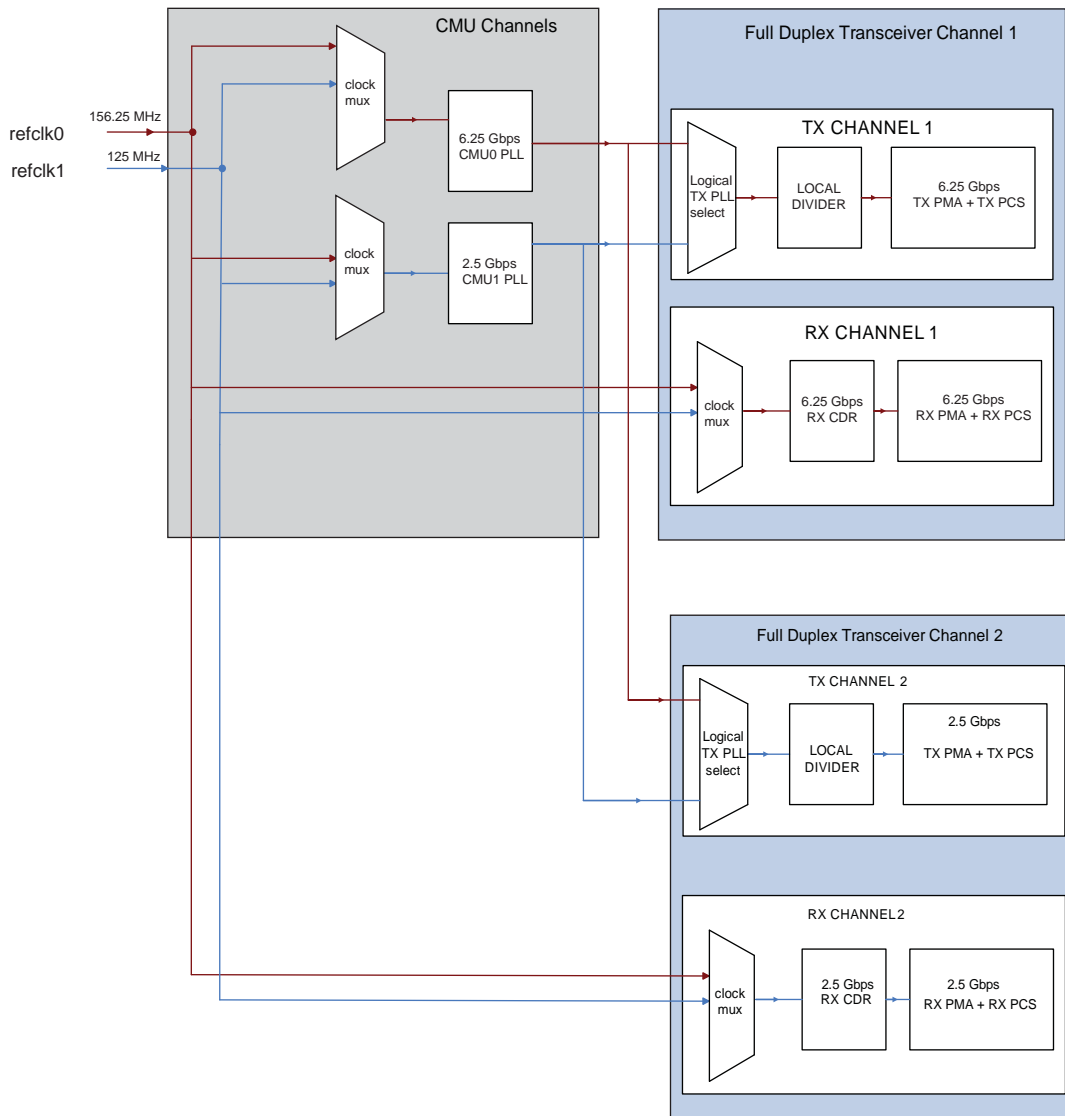 CMU Channels
Full Duplex Transceiver Channel 1
156.25 MHz
refclk0
125 MHz
refclk1
clock
mux
6.25 Gbps
CMU0 PLL
clock
mux
2.5 Gbps
CMU1 PLL
TX CHANNEL 1
Logical
TX PLL
select
LOCAL
DIVIDER
6.25 Gbps
TX PMA + TX PCS
RX CHANNEL 1
clock
mux
6.25 Gbps
RX CDR
6.25 Gbps
RX PMA + RX PCS
Full Duplex Transceiver Channel 2
TX CHANNEL 2
Logical
TX PLL
select
LOCAL
DIVIDER
2.5 Gbps
TX PMA + TX PCS
RX CHANNEL 2
clock
mux
2.5 Gbps
RX CDR
2.5 Gbps
RX PMA + RX PCS